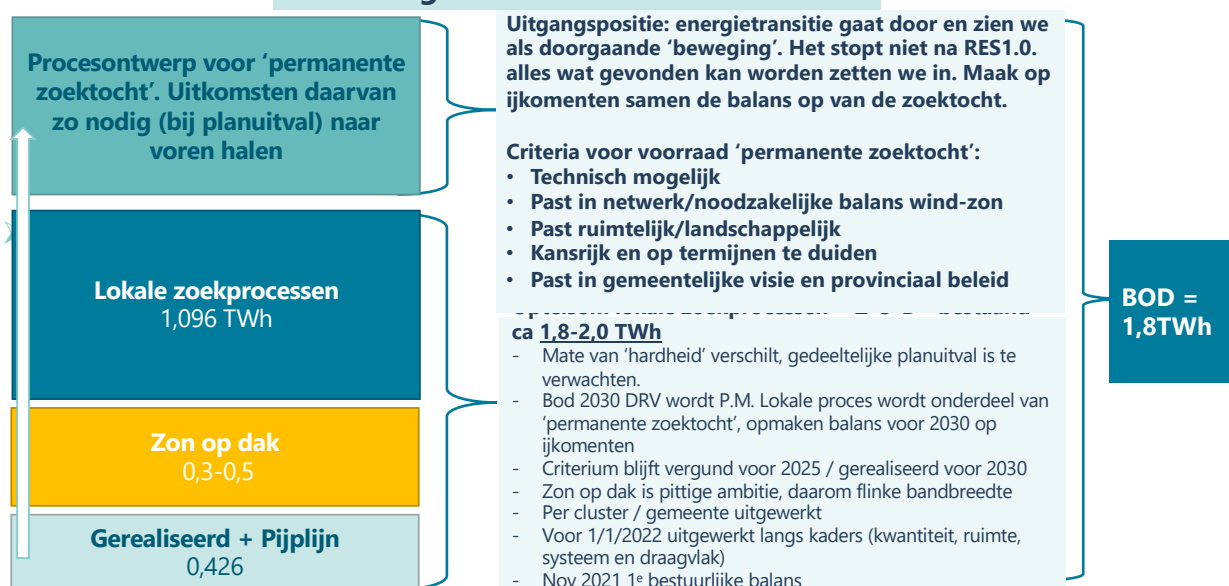 Procesontwerp voor ‘permanente
zoektocht’. Uitkomsten daarvan
zo nodig (bij planuitval) naar
voren halen
Lokale zoekprocessen
1,096 TWh
Zon op dak
0,3-0,5
Gerealiseerd + Pijplijn
0,426
Uitgangspositie: energietransitie gaat door en zien we
als doorgaande ‘beweging’. Het stopt niet na RES1.0.
alles wat gevonden kan worden zetten we in. Maak op
ijkomenten samen de balans op van de zoektocht.
Criteria voor voorraad ‘permanente zoektocht’:
• Technisch mogelijk
• Past in netwerk/noodzakelijke balans wind-zon
• Past ruimtelijk/landschappelijk
• Kansrijk en op termijnen te duiden
• Past in gemeentelijke visie en provinciaal beleid
ca 1,8-2,0 TWh
- Mate van ‘hardheid’ verschilt, gedeeltelijke planuitval is te
verwachten.
- Bod 2030 DRV wordt P.M. Lokale proces wordt onderdeel van
‘permanente zoektocht’, opmaken balans voor 2030 op
ijkomenten
- Criterium blijft vergund voor 2025 / gerealiseerd voor 2030
- Zon op dak is pittige ambitie, daarom flinke bandbreedte
- Per cluster / gemeente uitgewerkt
- Voor 1/1/2022 uitgewerkt langs kaders (kwantiteit, ruimte,
systeem en draagvlak)
- Nov 2021 1e bestuurlijke balans
BOD =
1,8TWh